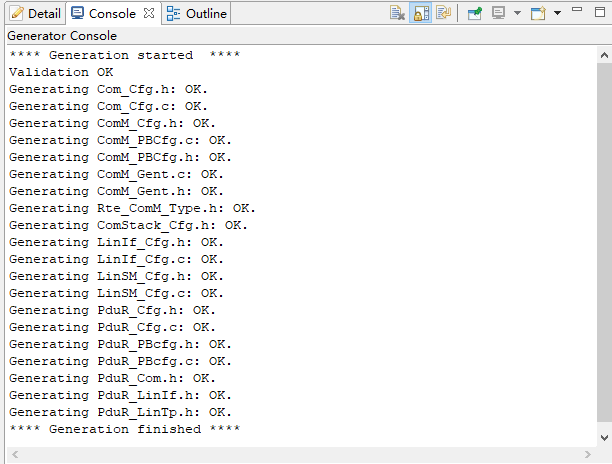 Detail Console Outline
Generator Console
**** Generation started  ****
Validation OK
Generating Com_Cfg.h: OK.
Generating Com_Cfg.c: OK.
Generating ComM_Cfg.h: OK.
Generating ComM_PBCfg.c: OK.
Generating ComM_PBCfg.h: OK.
Generating ComM_Gent.c: OK.
Generating ComM_Gent.h: OK.
Generating Rte_ComM_Type.h: OK.
Generating ComStack_Cfg.h: OK.
Generating LinIf_Cfg.h: OK.
Generating LinIf_Cfg.c: OK.
Generating LinSM_Cfg.h: OK.
Generating LinSM_Cfg.c: OK.
Generating PduR_Cfg.h: OK.
Generating PduR_Cfg.c: OK.
Generating PduR_PBcfg.h: OK.
Generating PduR_PBcfg.c: OK.
Generating PduR_Com.h: OK.
Generating PduR_LinIf.h: OK.
Generating PduR_LinTp.h: OK.
**** Generation finished ****